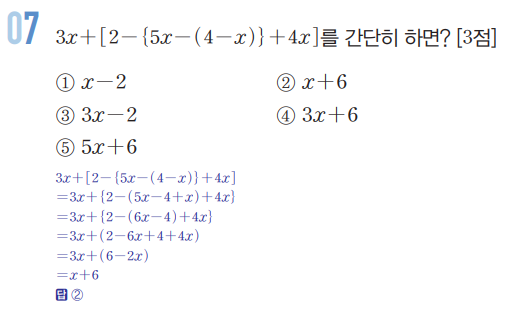 07 3x+[2-{5x-(4-x)}+4x]를 간단히 하면? [3점]
① x-2 ② x+6
③ 3x-2 ④ 3x+6
⑤ 5x+6
3x+[2-{5x-(4-x)}+4x]
=3x+{2-(5x-4+x)+4x}
=3x+{2-(6x-4)+4x}
=3x+(2-6x+4+4x)
=3x+(6-2x)
=x+6
답 ②